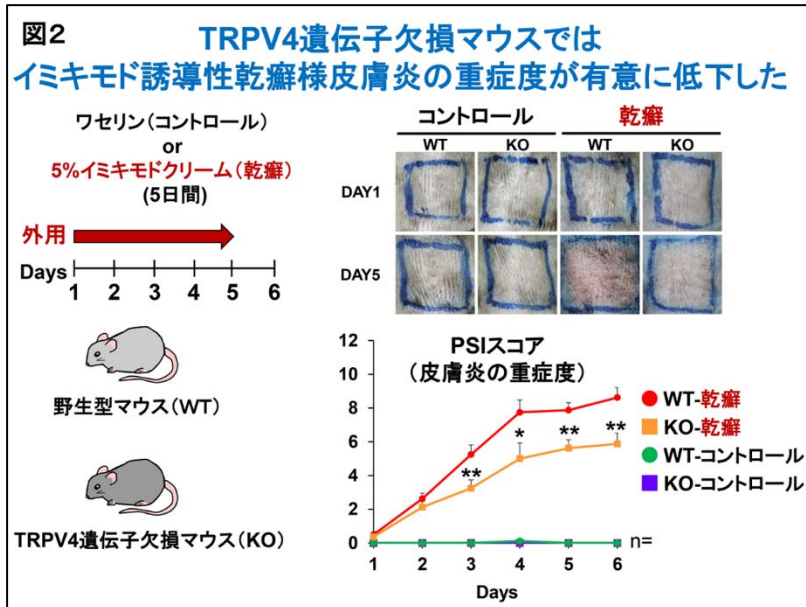 図2
TRPV4遺伝子欠損マウスでは
イミキモド誘導性乾癬様皮膚炎の重症度が有意に低下した
ワセリン(コントロール)
or
5%イミキモドクリーム(乾癬)
(5日間)
外用
Days
1 2 3 4 5 6
野生型マウス(WT)
TRPV4遺伝子欠損マウス(KO)
コントロール 乾癬
WT KO WT KO
DAY1
DAY5
PSIスコア
(皮膚炎の重症度)
12
10
8
6
4
2
0
** * ** **
1 2 3 4 5 6
Days
WT-乾癬
KO-乾癬
WT-コントロール
KO-コントロール
n=